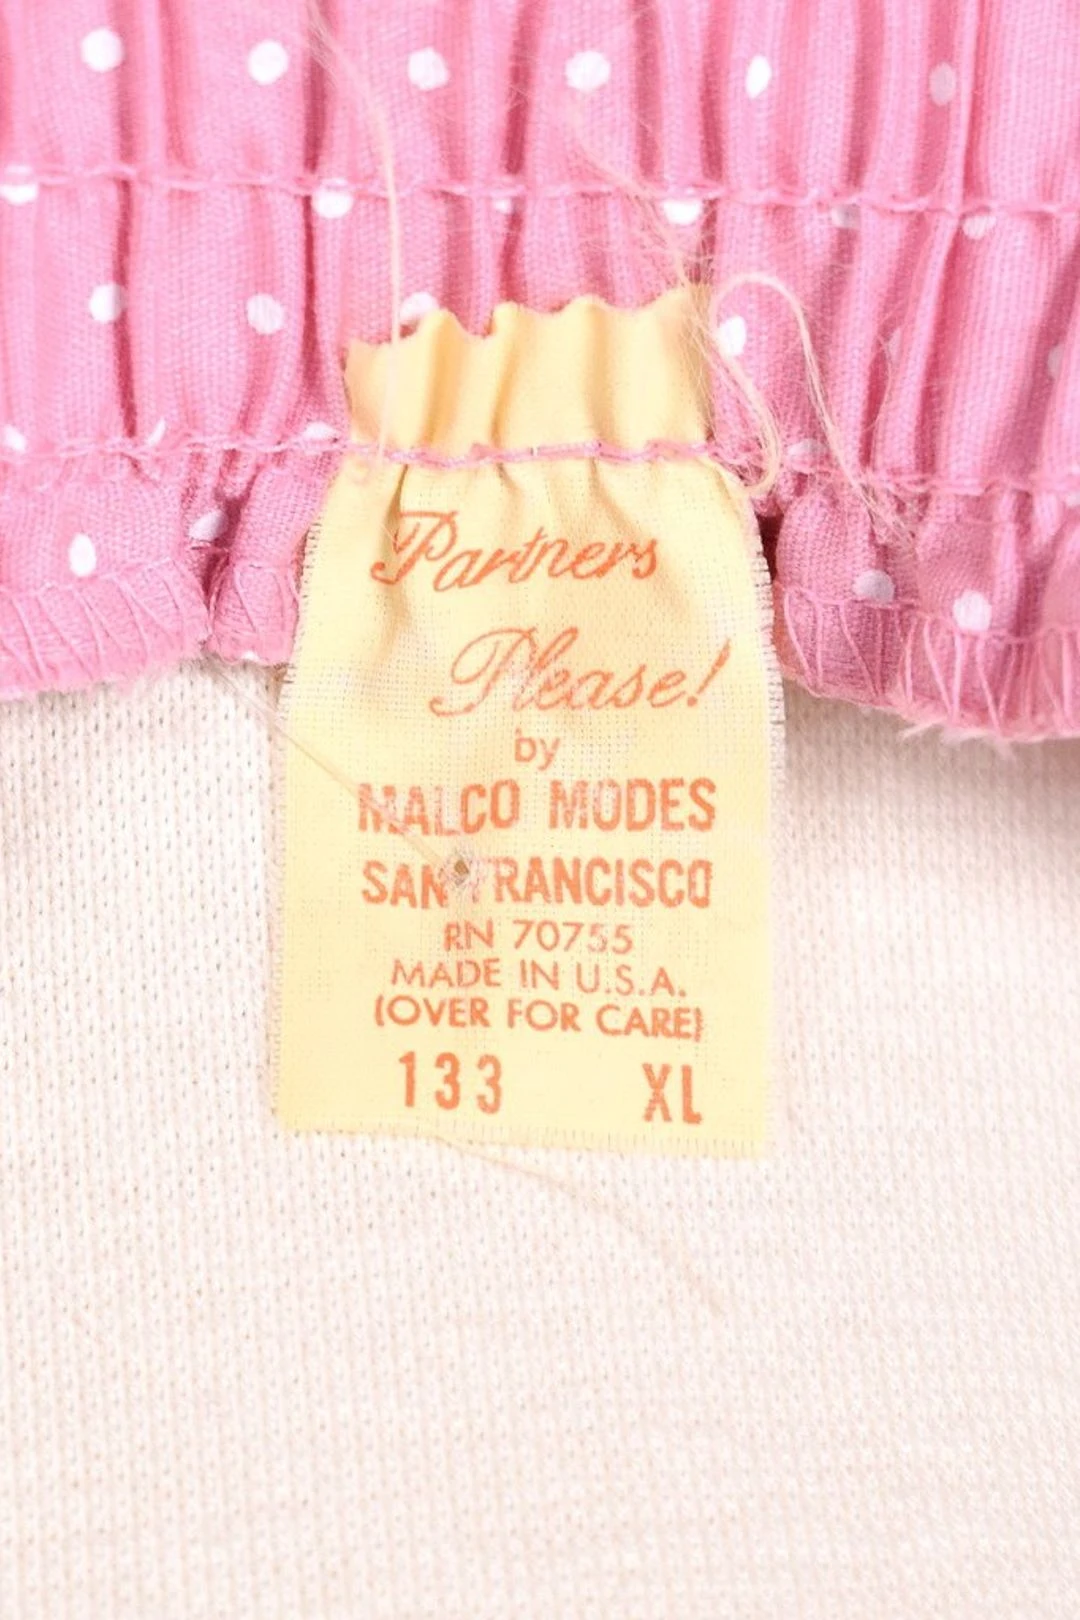 Partners
Please!
by
MALCO MODES
SAN FRANCISCO
RN 70755
MADE IN U.S.A.
(OVER FOR CARE)
133 XL